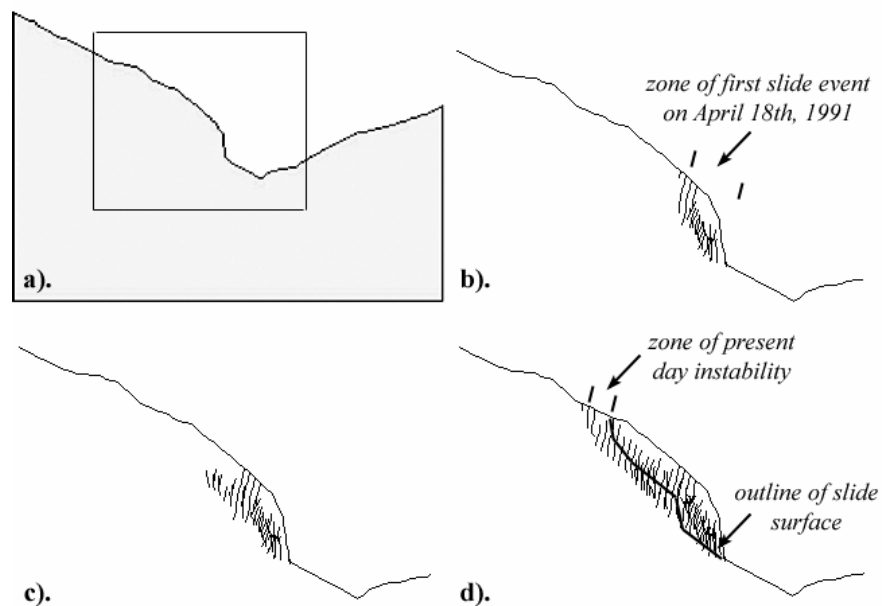 zone of first slide event
on April 18th, 1991
a).
b).
zone of present
day instability
outline of slide
surface
c).
d).